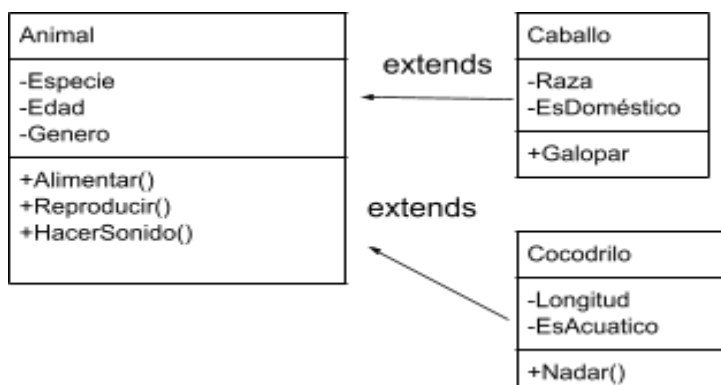 Animal
-Especie
-Edad
-Genero
+Alimentar()
+Reproducir()
+HacerSonido()
extends
Caballo
-Raza
-EsDoméstico
+Galopar
extends
Cocodrilo
-Longitud
-EsAcuatico
+Nadar()